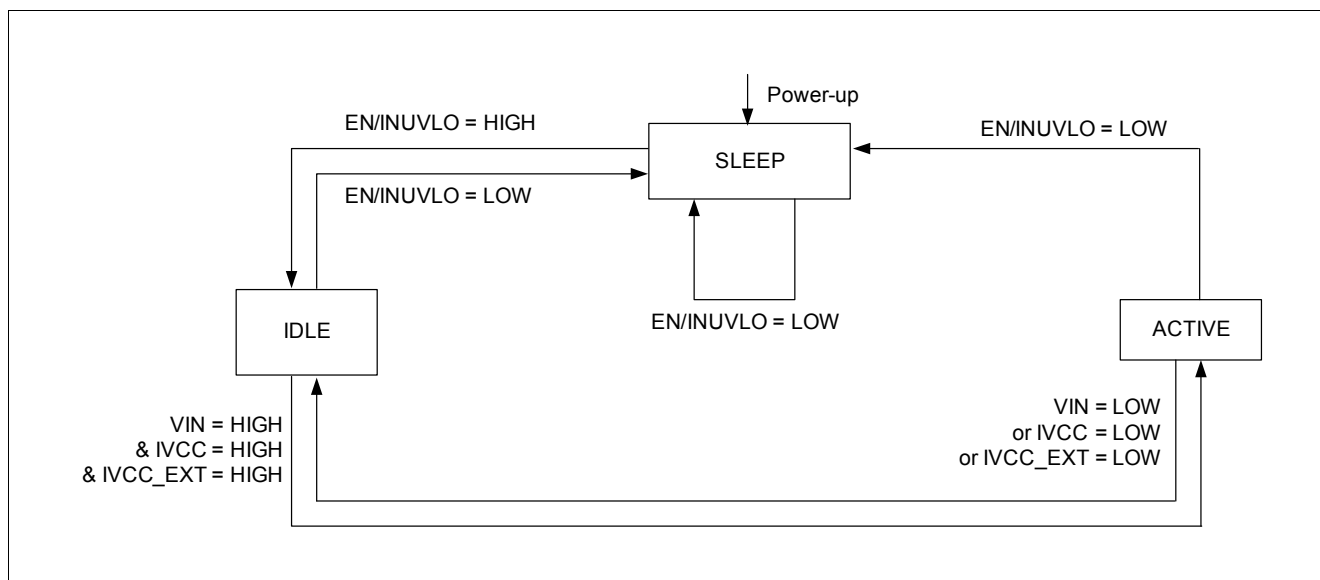 Power-up
EN/INUVLO = HIGH
EN/INUVLO = LOW
SLEEP
EN/INUVLO = LOW
EN/INUVLO = LOW
IDLE
ACTIVE
VIN = HIGH
& IVCC = HIGH
& IVCC_EXT = HIGH
VIN = LOW
or IVCC = LOW
or IVCC_EXT = LOW